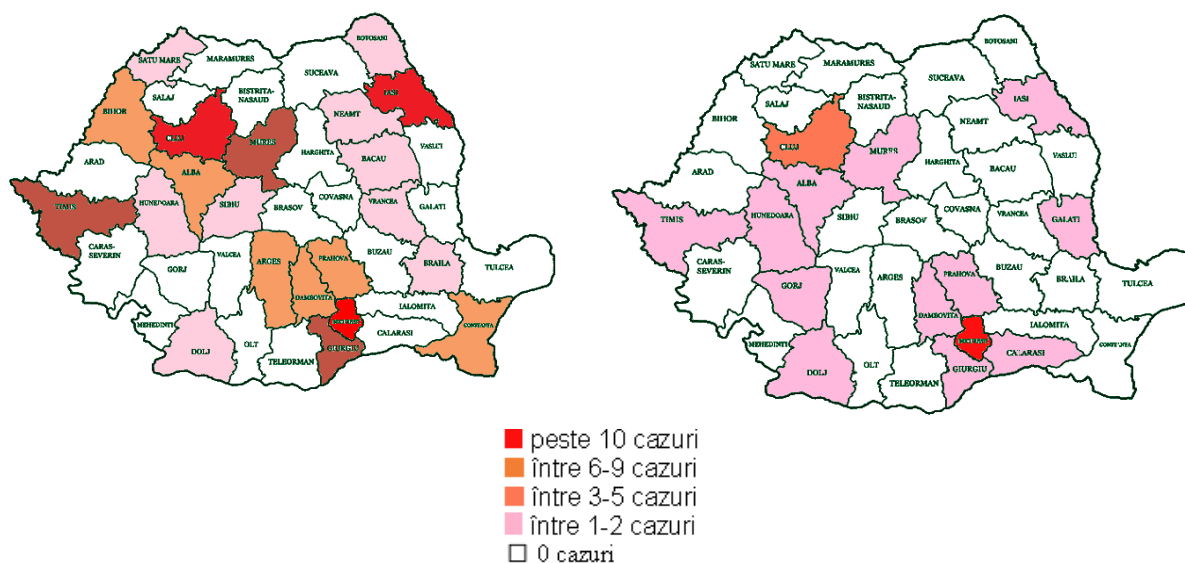 BOTOSANI
SATU MARE
MARAMURES
SUCEAVA
SALAJ
BISTRITA-
NASAUD
IASI
BIHOR
NEAMT
CLUJ
MURES
HARGHITA
BACAU
VASLUI
ARAD
ALBA
TIMIS
HUNEDOARA
SIBIU
BRASOV
COVASNA
VRANCEA
GALATI
CARAS-
SEVERIN
GORJ
VALCEA
ARGES
PRAHOVA
BUZAU
BRAILA
TULCEA
DAMBOVITA
IALOMITA
MEHEDINTI
CALARASI
CONSTANTA
DOLJ
OLT
TELEORMAN
GIURGIU
BOTOSANI
SATU MARE
MARAMURES
SUCEAVA
SALAJ
BISTRITA-
NASAUD
IASI
BIHOR
NEAMT
CLUJ
MURES
HARGHITA
BACAU
VASLUI
ARAD
ALBA
TIMIS
HUNEDOARA
SIBIU
BRASOV
COVASNA
VRANCEA
GALATI
CARAS-
SEVERIN
GORJ
VALCEA
ARGES
PRAHOVA
BUZAU
BRAILA
TULCEA
DAMBOVITA
IALOMITA
MEHEDINTI
CALARASI
CONSTANTA
DOLJ
OLT
TELEORMAN
GIURGIU
peste 10 cazuri
între 6-9 cazuri
între 3-5 cazuri
între 1-2 cazuri
0 cazuri